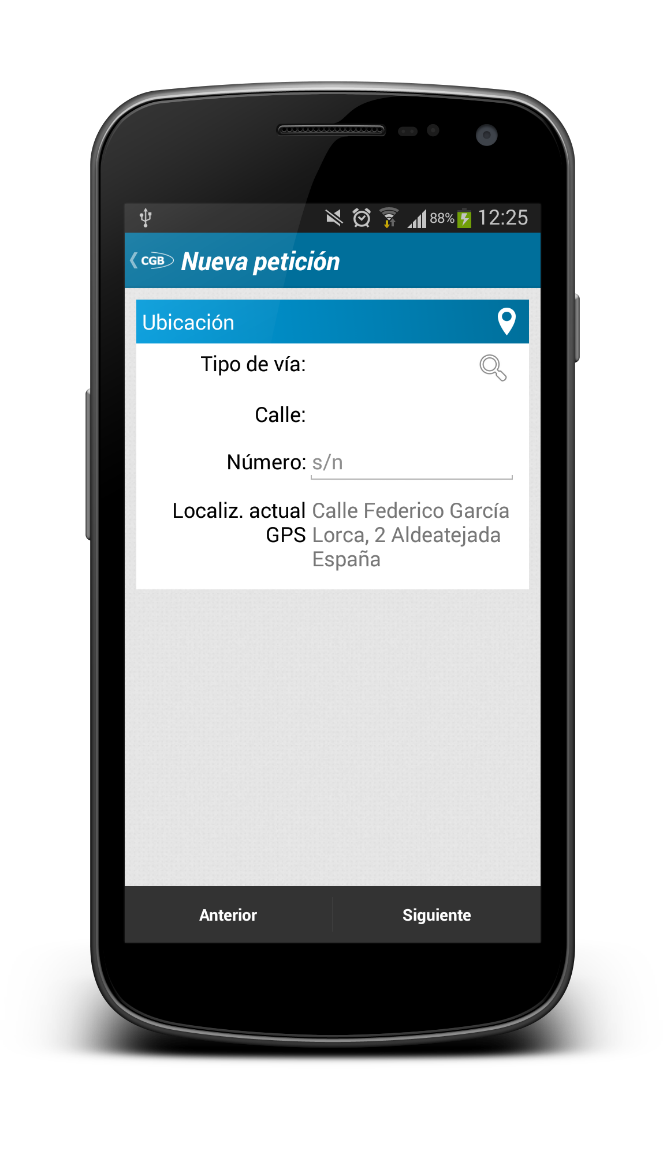 88% 12:25
CGB Nueva petición
Ubicación
Tipo de vía:
Calle:
Número: s/n
Localiz. actual Calle Federico García
GPS Lorca, 2 Aldeatejada
España
Anterior Siguiente